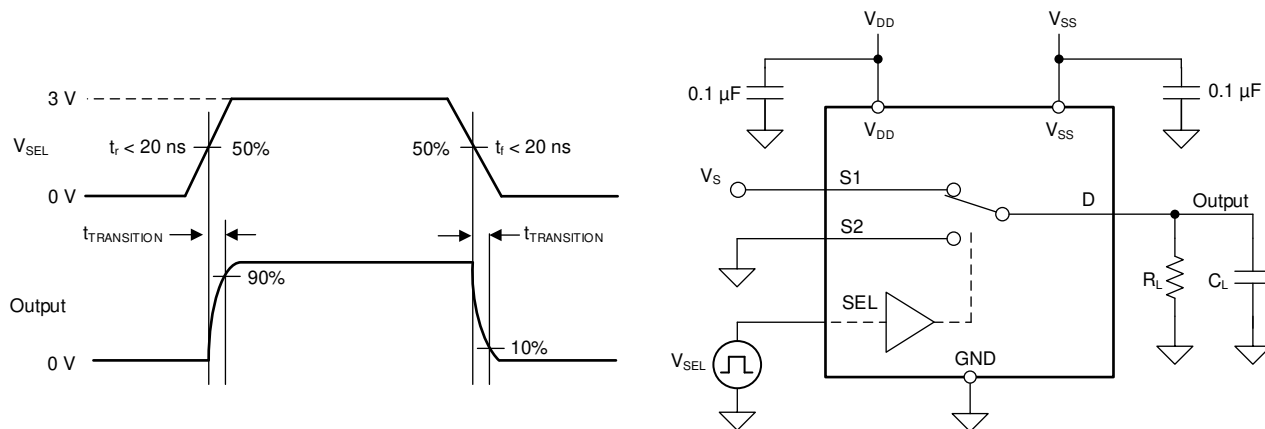 3 V
V_SEL
t_r < 20 ns
50%
50%
t_f < 20 ns
0 V
t_TRANSITION
t_TRANSITION
90%
Output
10%
0 V
V_DD
V_SS
0.1 µF
0.1 µF
V_DD
V_SS
V_S
S1
D
Output
S2
R_L
C_L
SEL
V_SEL
GND